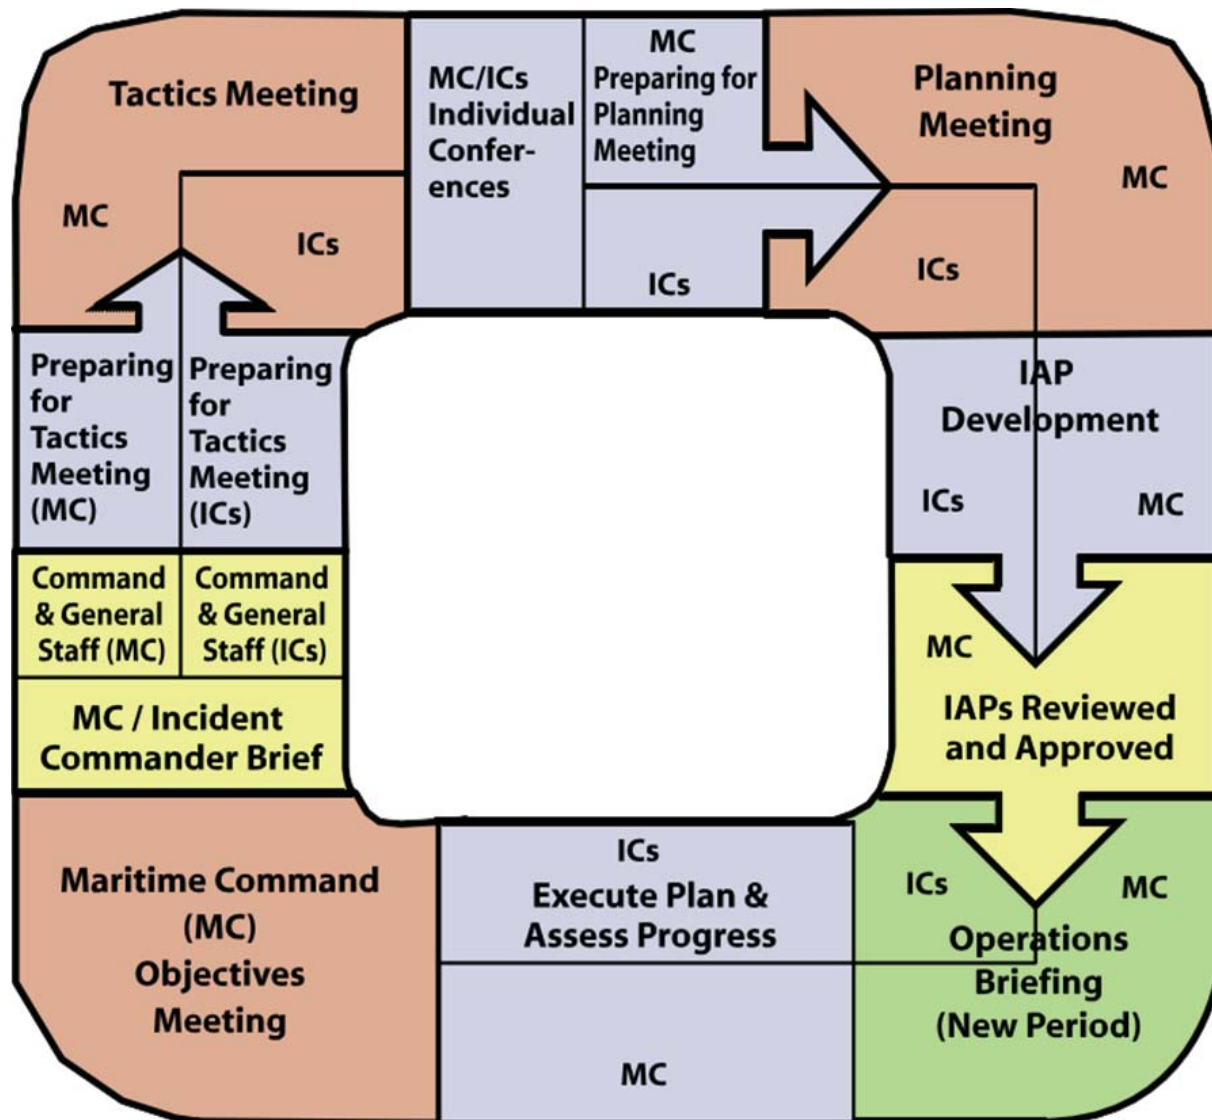 Tactics Meeting
MC
ICs
MC/ICs
Individual
Confer-
ences
MC
Preparing for
Planning
Meeting
ICs
Planning
Meeting
MC
ICs
Preparing
for
Tactics
Meeting
(MC)
Preparing
for
Tactics
Meeting
(ICs)
IAP
Development
ICs
MC
Command
& General
Staff (MC)
Command
& General
Staff (ICs)
MC / Incident
Commander Brief
MC
IAPs Reviewed
and Approved
Maritime Command
(MC)
Objectives
Meeting
ICs
Execute Plan &
Assess Progress
MC
ICs
MC
Operations
Briefing
(New Period)